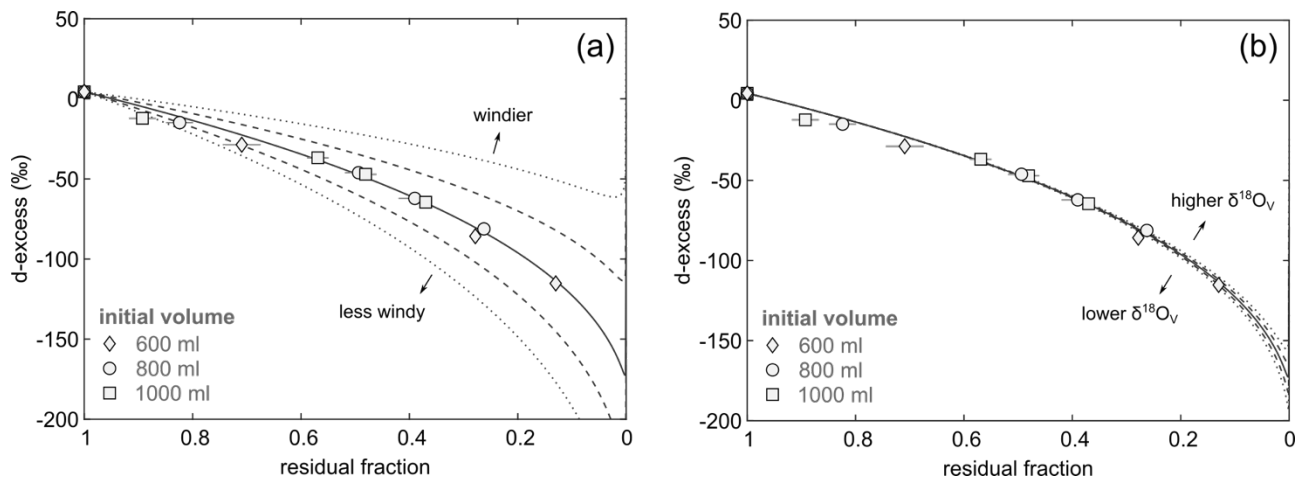 (a)
50
0
-50
-100
-150
-200
d-excess (‰)
windier
less windy
initial volume
600 ml
800 ml
1000 ml
1 0.8 0.6 0.4 0.2 0
residual fraction
(b)
50
0
-50
-100
-150
-200
d-excess (‰)
higher δ¹⁸Oᵥ
lower δ¹⁸Oᵥ
initial volume
600 ml
800 ml
1000 ml
1 0.8 0.6 0.4 0.2 0
residual fraction